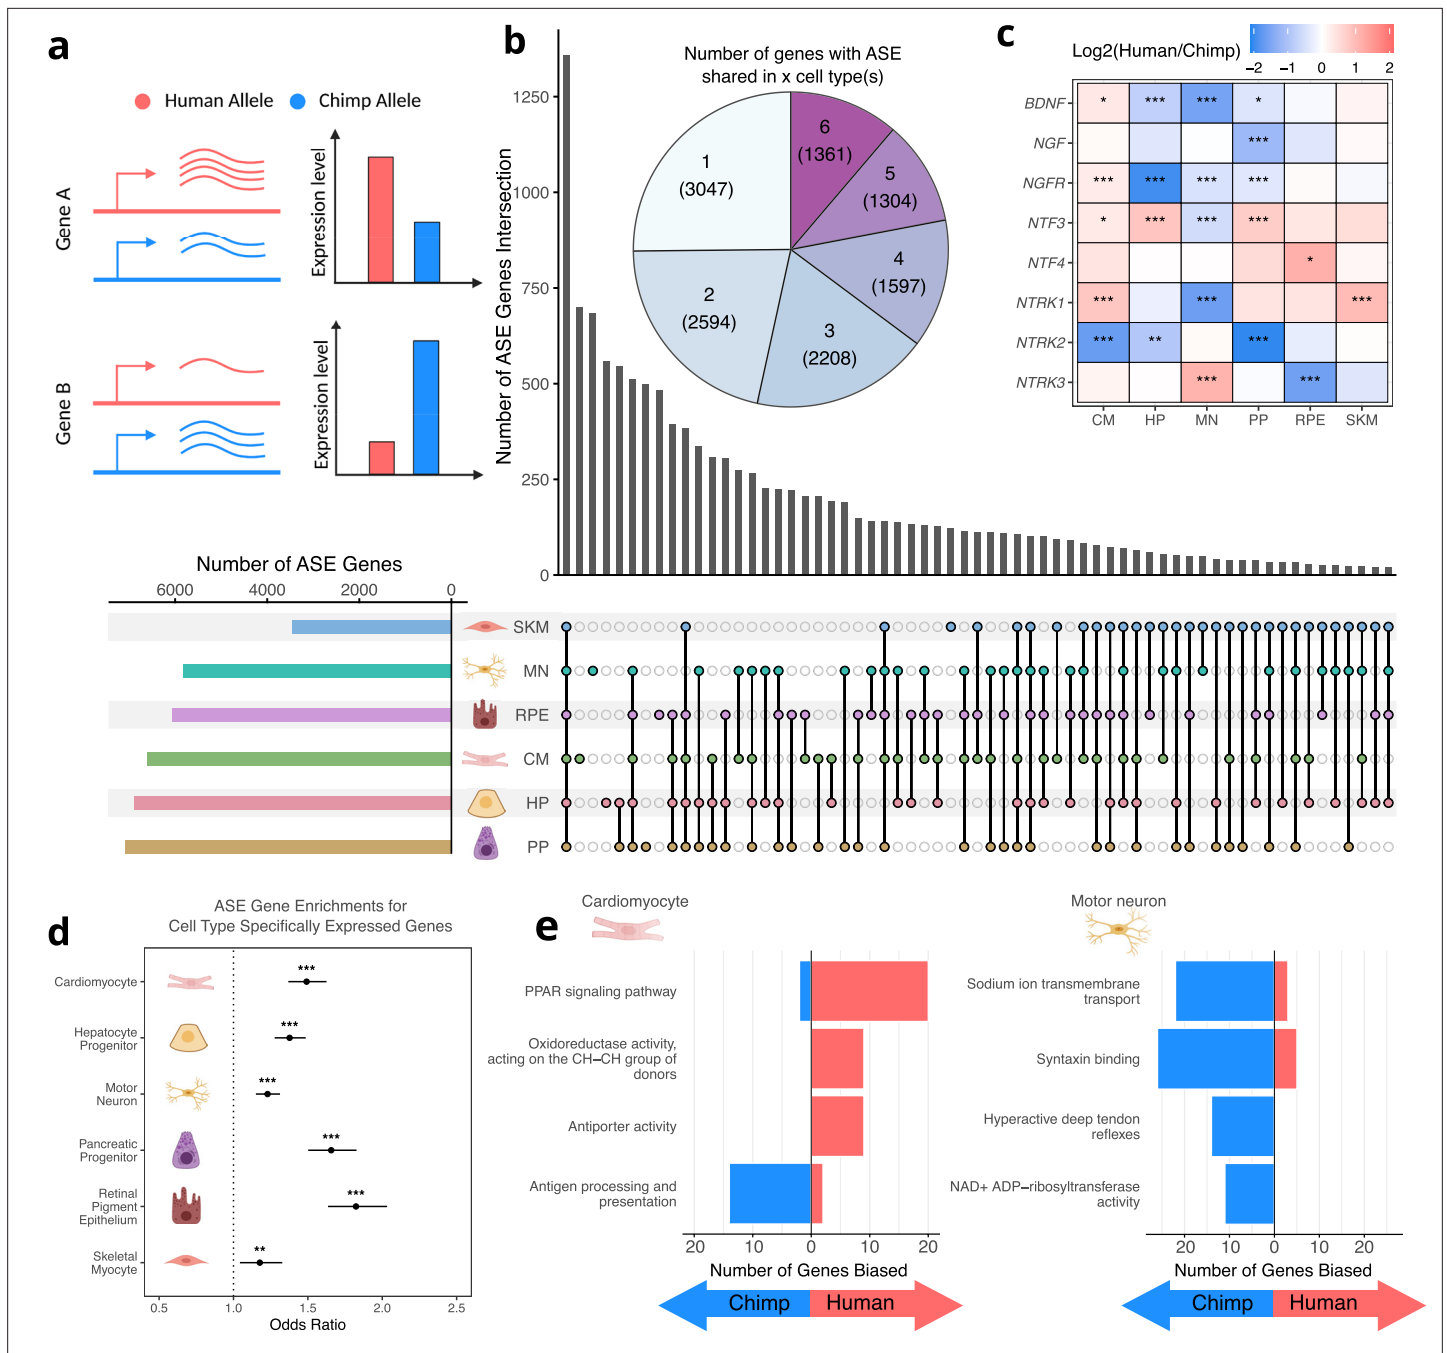 a
Human Allele
Chimp Allele
Gene A
Expression level
Gene B
Expression level
b
Number of genes with ASE
shared in x cell type(s)
Number of ASE Genes Intersection
1250
1000
750
500
250
0
6
(1361)
5
(1304)
4
(1597)
3
(2208)
2
(2594)
1
(3047)
c
Log2(Human/Chimp)
−2 −1 0 1 2
BDNF * *** *** *
NGF ***
NGFR *** *** *** ***
NTF3 * *** *** ***
NTF4 *
NTRK1 *** *** ***
NTRK2 *** ** ***
NTRK3 *** ***
CM HP MN PP RPE SKM
Number of ASE Genes
6000 4000 2000 0
SKM
MN
RPE
CM
HP
PP
d
ASE Gene Enrichments for
Cell Type Specifically Expressed Genes
Cardiomyocyte
***
Hepatocyte
Progenitor
***
Motor
Neuron
***
Pancreatic
Progenitor
***
Retinal
Pigment
Epithelium
***
Skeletal
Myocyte
**
0.5 1.0 1.5 2.0 2.5
Odds Ratio
e
Cardiomyocyte
PPAR signaling pathway
Oxidoreductase activity,
acting on the CH−CH group of
donors
Antiporter activity
Antigen processing and
presentation
20 10 0 10 20
Number of Genes Biased
Chimp Human
Motor neuron
Sodium ion transmembrane
transport
Syntaxin binding
Hyperactive deep tendon
reflexes
NAD+ ADP−ribosyltransferase
activity
20 10 0 10 20
Number of Genes Biased
Chimp Human